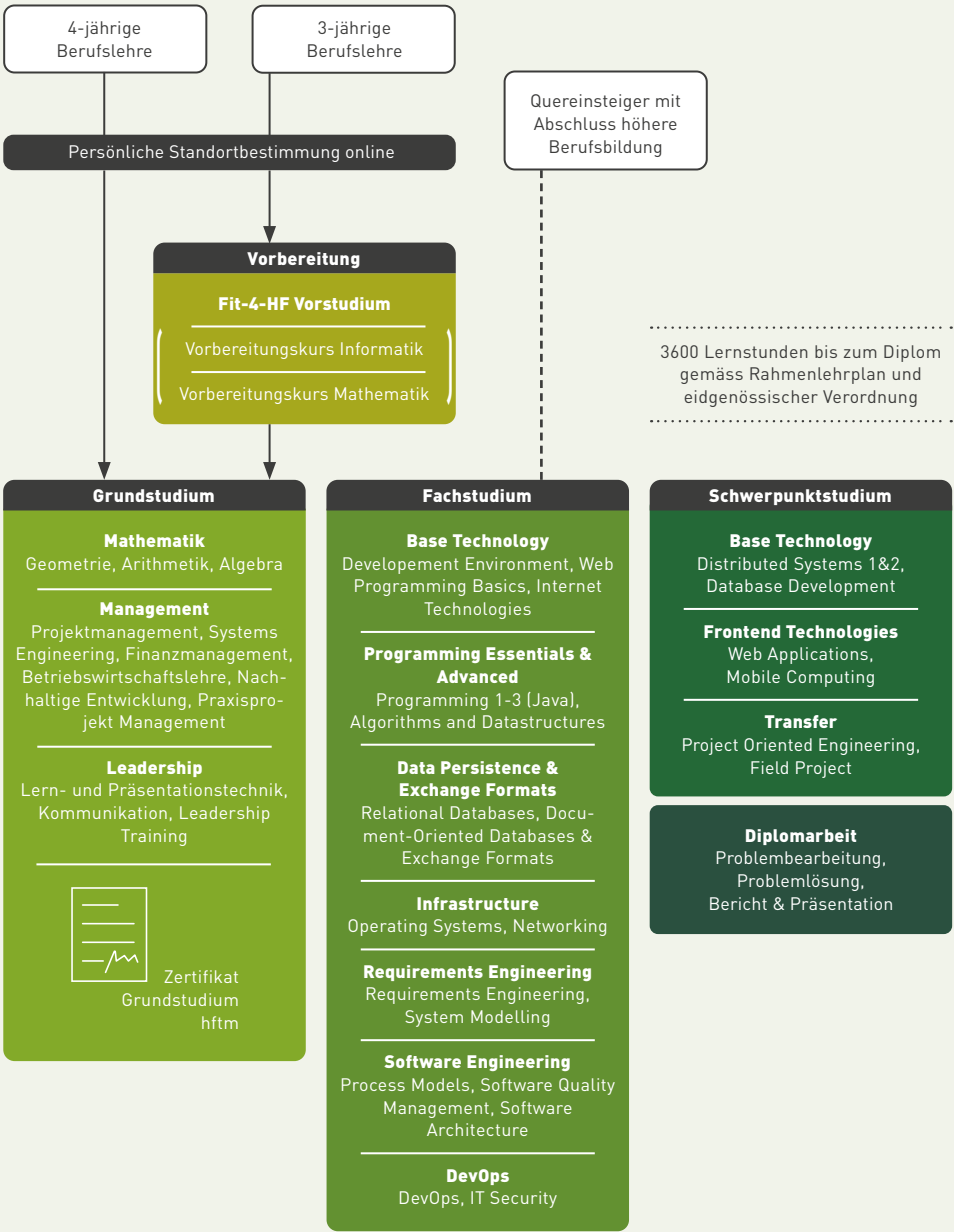 4-jährige
Berufslehre
3-jährige
Berufslehre
Quereinsteiger mit
Abschluss höhere
Berufsbildung
Persönliche Standortbestimmung online
Vorbereitung
Fit-4-HF Vorstudium
Vorbereitungskurs Informatik
Vorbereitungskurs Mathematik
3600 Lernstunden bis zum Diplom
gemäss Rahmenlehrplan und
eidgenössischer Verordnung
Grundstudium
Mathematik
Geometrie, Arithmetik, Algebra
Management
Projektmanagement, Systems
Engineering, Finanzmanagement,
Betriebswirtschaftslehre, Nach-
haltige Entwicklung, Praxispro-
jekt Management
Leadership
Lern- und Präsentationstechnik,
Kommunikation, Leadership
Training
Zertifikat
Grundstudium
hftm
Fachstudium
Base Technology
Developement Environment, Web
Programming Basics, Internet
Technologies
Programming Essentials &
Advanced
Programming 1-3 (Java),
Algorithms and Datastructures
Data Persistence &
Exchange Formats
Relational Databases, Docu-
ment-Oriented Databases &
Exchange Formats
Infrastructure
Operating Systems, Networking
Requirements Engineering
Requirements Engineering,
System Modelling
Software Engineering
Process Models, Software Quality
Management, Software
Architecture
DevOps
DevOps, IT Security
Schwerpunktstudium
Base Technology
Distributed Systems 1&2,
Database Development
Frontend Technologies
Web Applications,
Mobile Computing
Transfer
Project Oriented Engineering,
Field Project
Diplomarbeit
Problembearbeitung,
Problemlösung,
Bericht & Präsentation